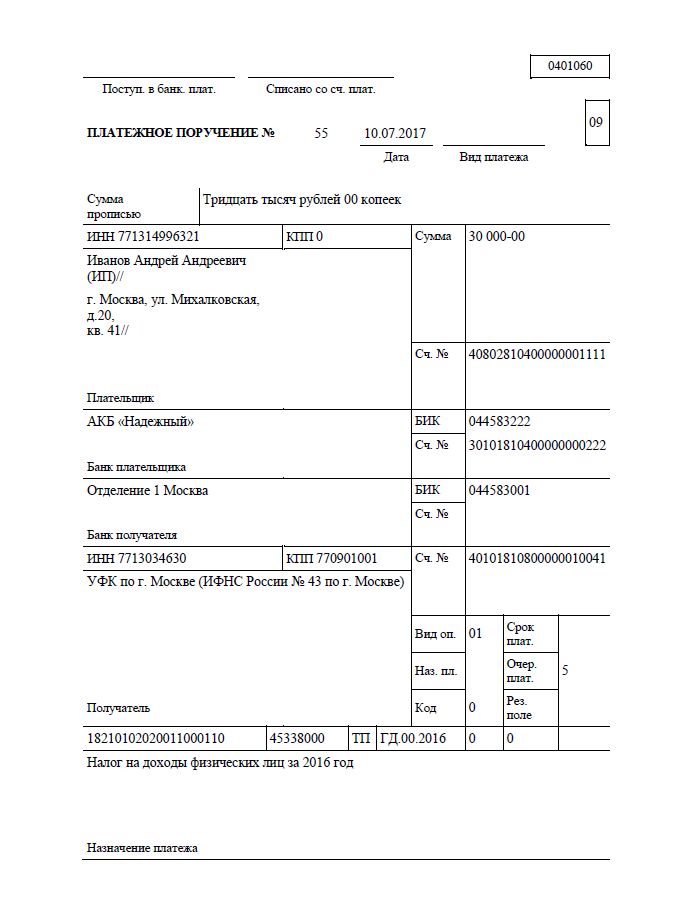 0401060
Поступ. в банк. плат. Списано со сч. плат.
09
ПЛАТЕЖНОЕ ПОРУЧЕНИЕ № 55 10.07.2017
Дата Вид платежа
Сумма прописью Тридцать тысяч рублей 00 копеек
ИНН 771314996321 КПП 0 Сумма 30 000-00
Иванов Андрей Андреевич
(ИП)//
г. Москва, ул. Михалковская,
д.20,
кв. 41//
Сч. № 40802810400000001111
Плательщик
АКБ «Надежный» БИК 044583222
Сч. № 30101810400000000222
Банк плательщика
Отделение 1 Москва БИК 044583001
Сч. №
Банк получателя
ИНН 7713034630 КПП 770901001 Сч. № 40101810800000010041
УФК по г. Москве (ИФНС России № 43 по г. Москве)
Вид оп. 01 Срок плат.
Наз. пл. Очер. плат. 5
Получатель Код 0 Рез. поле
18210102020011000110 45338000 ТП ГД.00.2016 0 0
Налог на доходы физических лиц за 2016 год
Назначение платежа